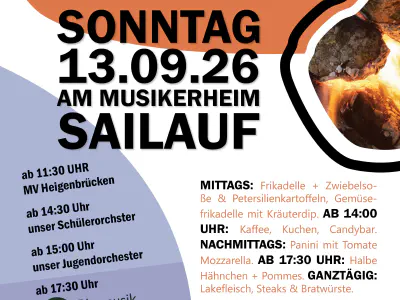 SONNTAG
13.09.26
AM MUSIKERHEIM
SAILAUF
ab 11:30 UHR
MV Heigenbrücken
ab 14:30 Uhr
unser Schülerorchster
ab 15:00 Uhr
unser Jugendorchester
ab 17:30 Uhr
MITTAGS: Frikadelle + Zwiebelso-
ße & Petersilienkartoffeln, Gemüse-
frikadelle mit Kräuterdip. AB 14:00
UHR: Kaffee, Kuchen, Candybar.
NACHMITTAGS: Panini mit Tomate
Mozzarella. AB 17:30 UHR: Halbe
Hähnchen + Pommes. GANZTÄGIG:
Lakefleisch, Steaks & Bratwürste.